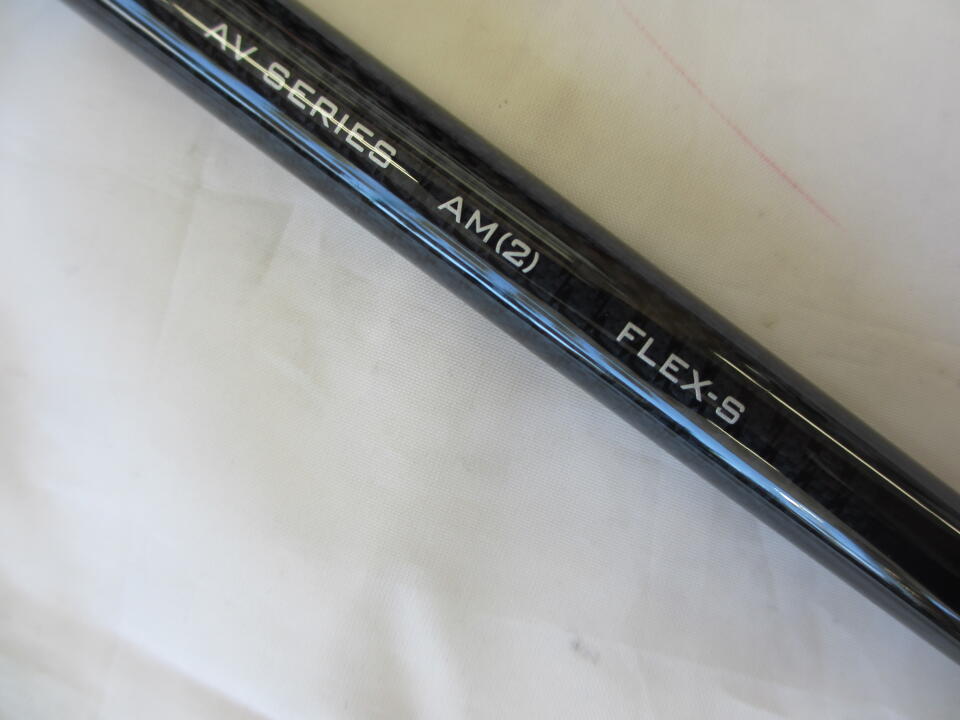 AV SERIES AM(2) FLEX-S